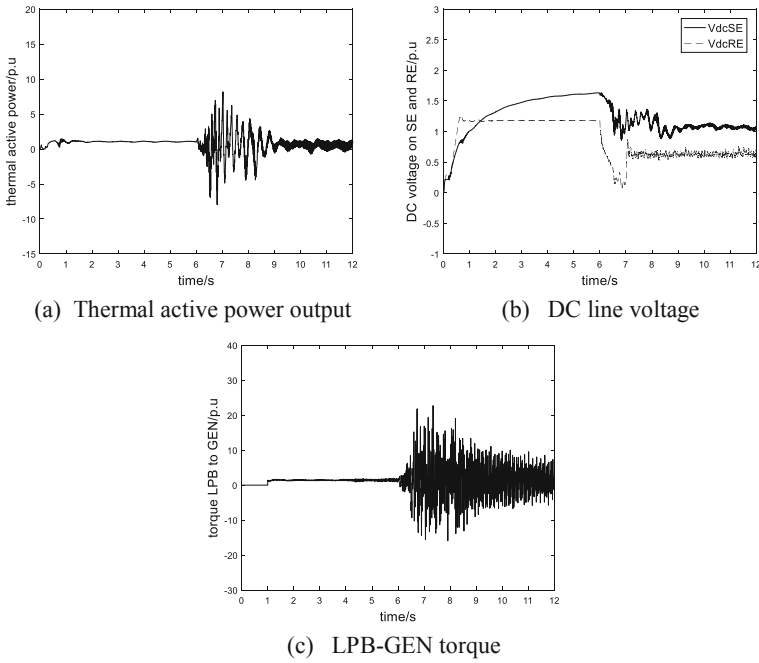 20
15
10
5
0
-5
-10
-15
thermal active power/p.u
0 1 2 3 4 5 6 7 8 9 10 11 12
time/s
(a) Thermal active power output
3
2.5
2
1.5
1
0.5
0
-0.5
-1
DC voltage on SE and RE/p.u
VdcSE
VdcRE
0 1 2 3 4 5 6 7 8 9 10 11 12
time/s
(b) DC line voltage
40
30
20
10
0
-10
-20
-30
torque LPB to GEN/p.u
0 1 2 3 4 5 6 7 8 9 10 11 12
time/s
(c) LPB-GEN torque